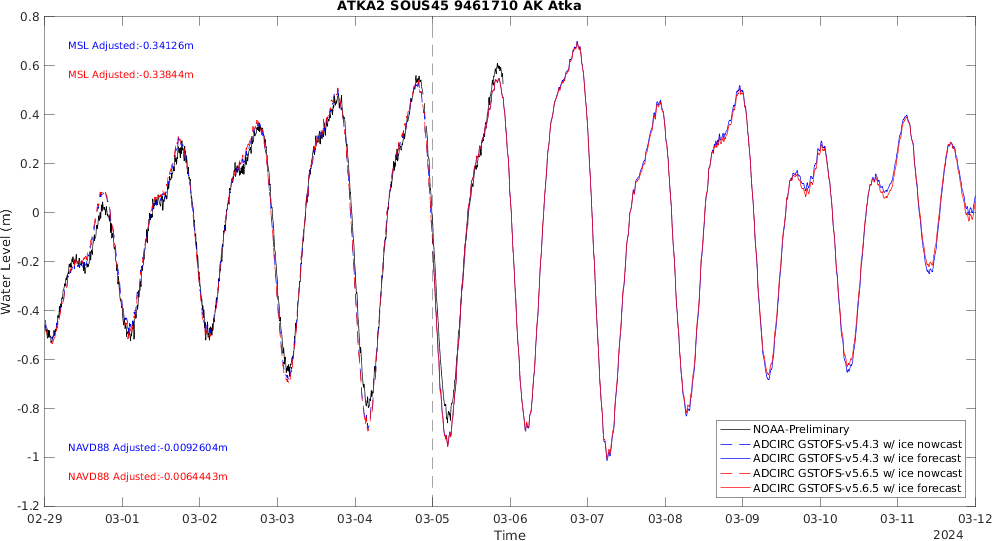 ATKA2 SOUS45 9461710 AK Atka
0.8
0.6
0.4
0.2
0
-0.2
-0.4
-0.6
-0.8
-1
-1.2
Water Level (m)
MSL Adjusted:-0.34126m
MSL Adjusted:-0.33844m
NAVD88 Adjusted:-0.0092604m
NAVD88 Adjusted:-0.0064443m
NOAA-Preliminary
ADCIRC GSTOFS-v5.4.3 w/ ice nowcast
ADCIRC GSTOFS-v5.4.3 w/ ice forecast
ADCIRC GSTOFS-v5.6.5 w/ ice nowcast
ADCIRC GSTOFS-v5.6.5 w/ ice forecast
02-29 03-01 03-02 03-03 03-04 03-05 03-06 03-07 03-08 03-09 03-10 03-11 03-12
Time
2024